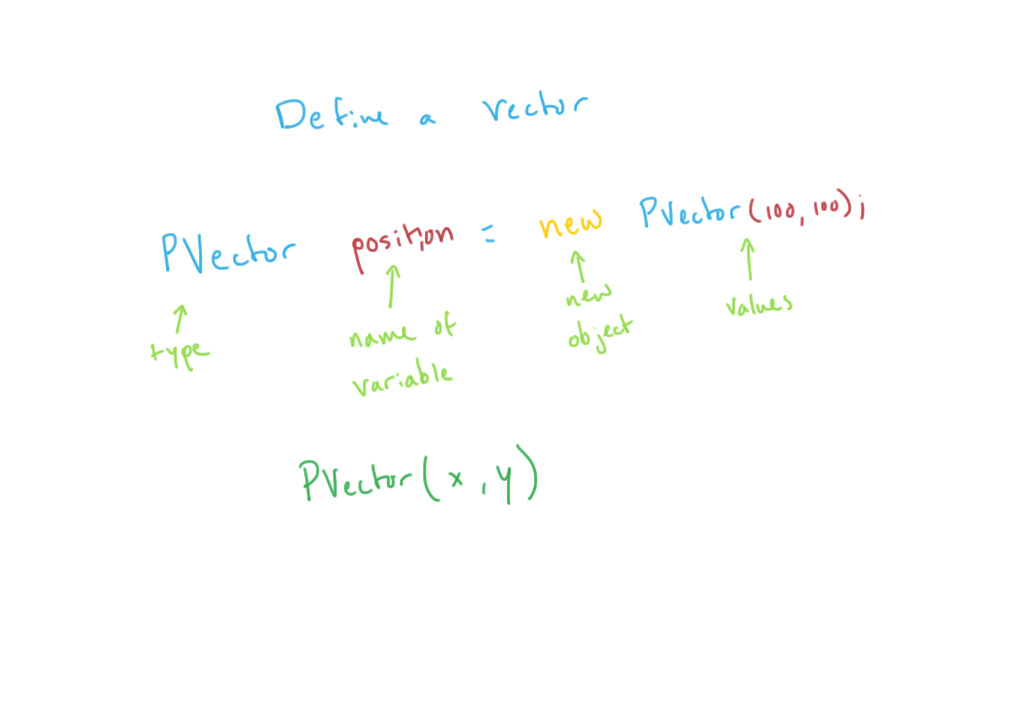 Define a vector
PVector position = new PVector(100, 100);
type
name of
variable
new
object
values
PVector(x, y)